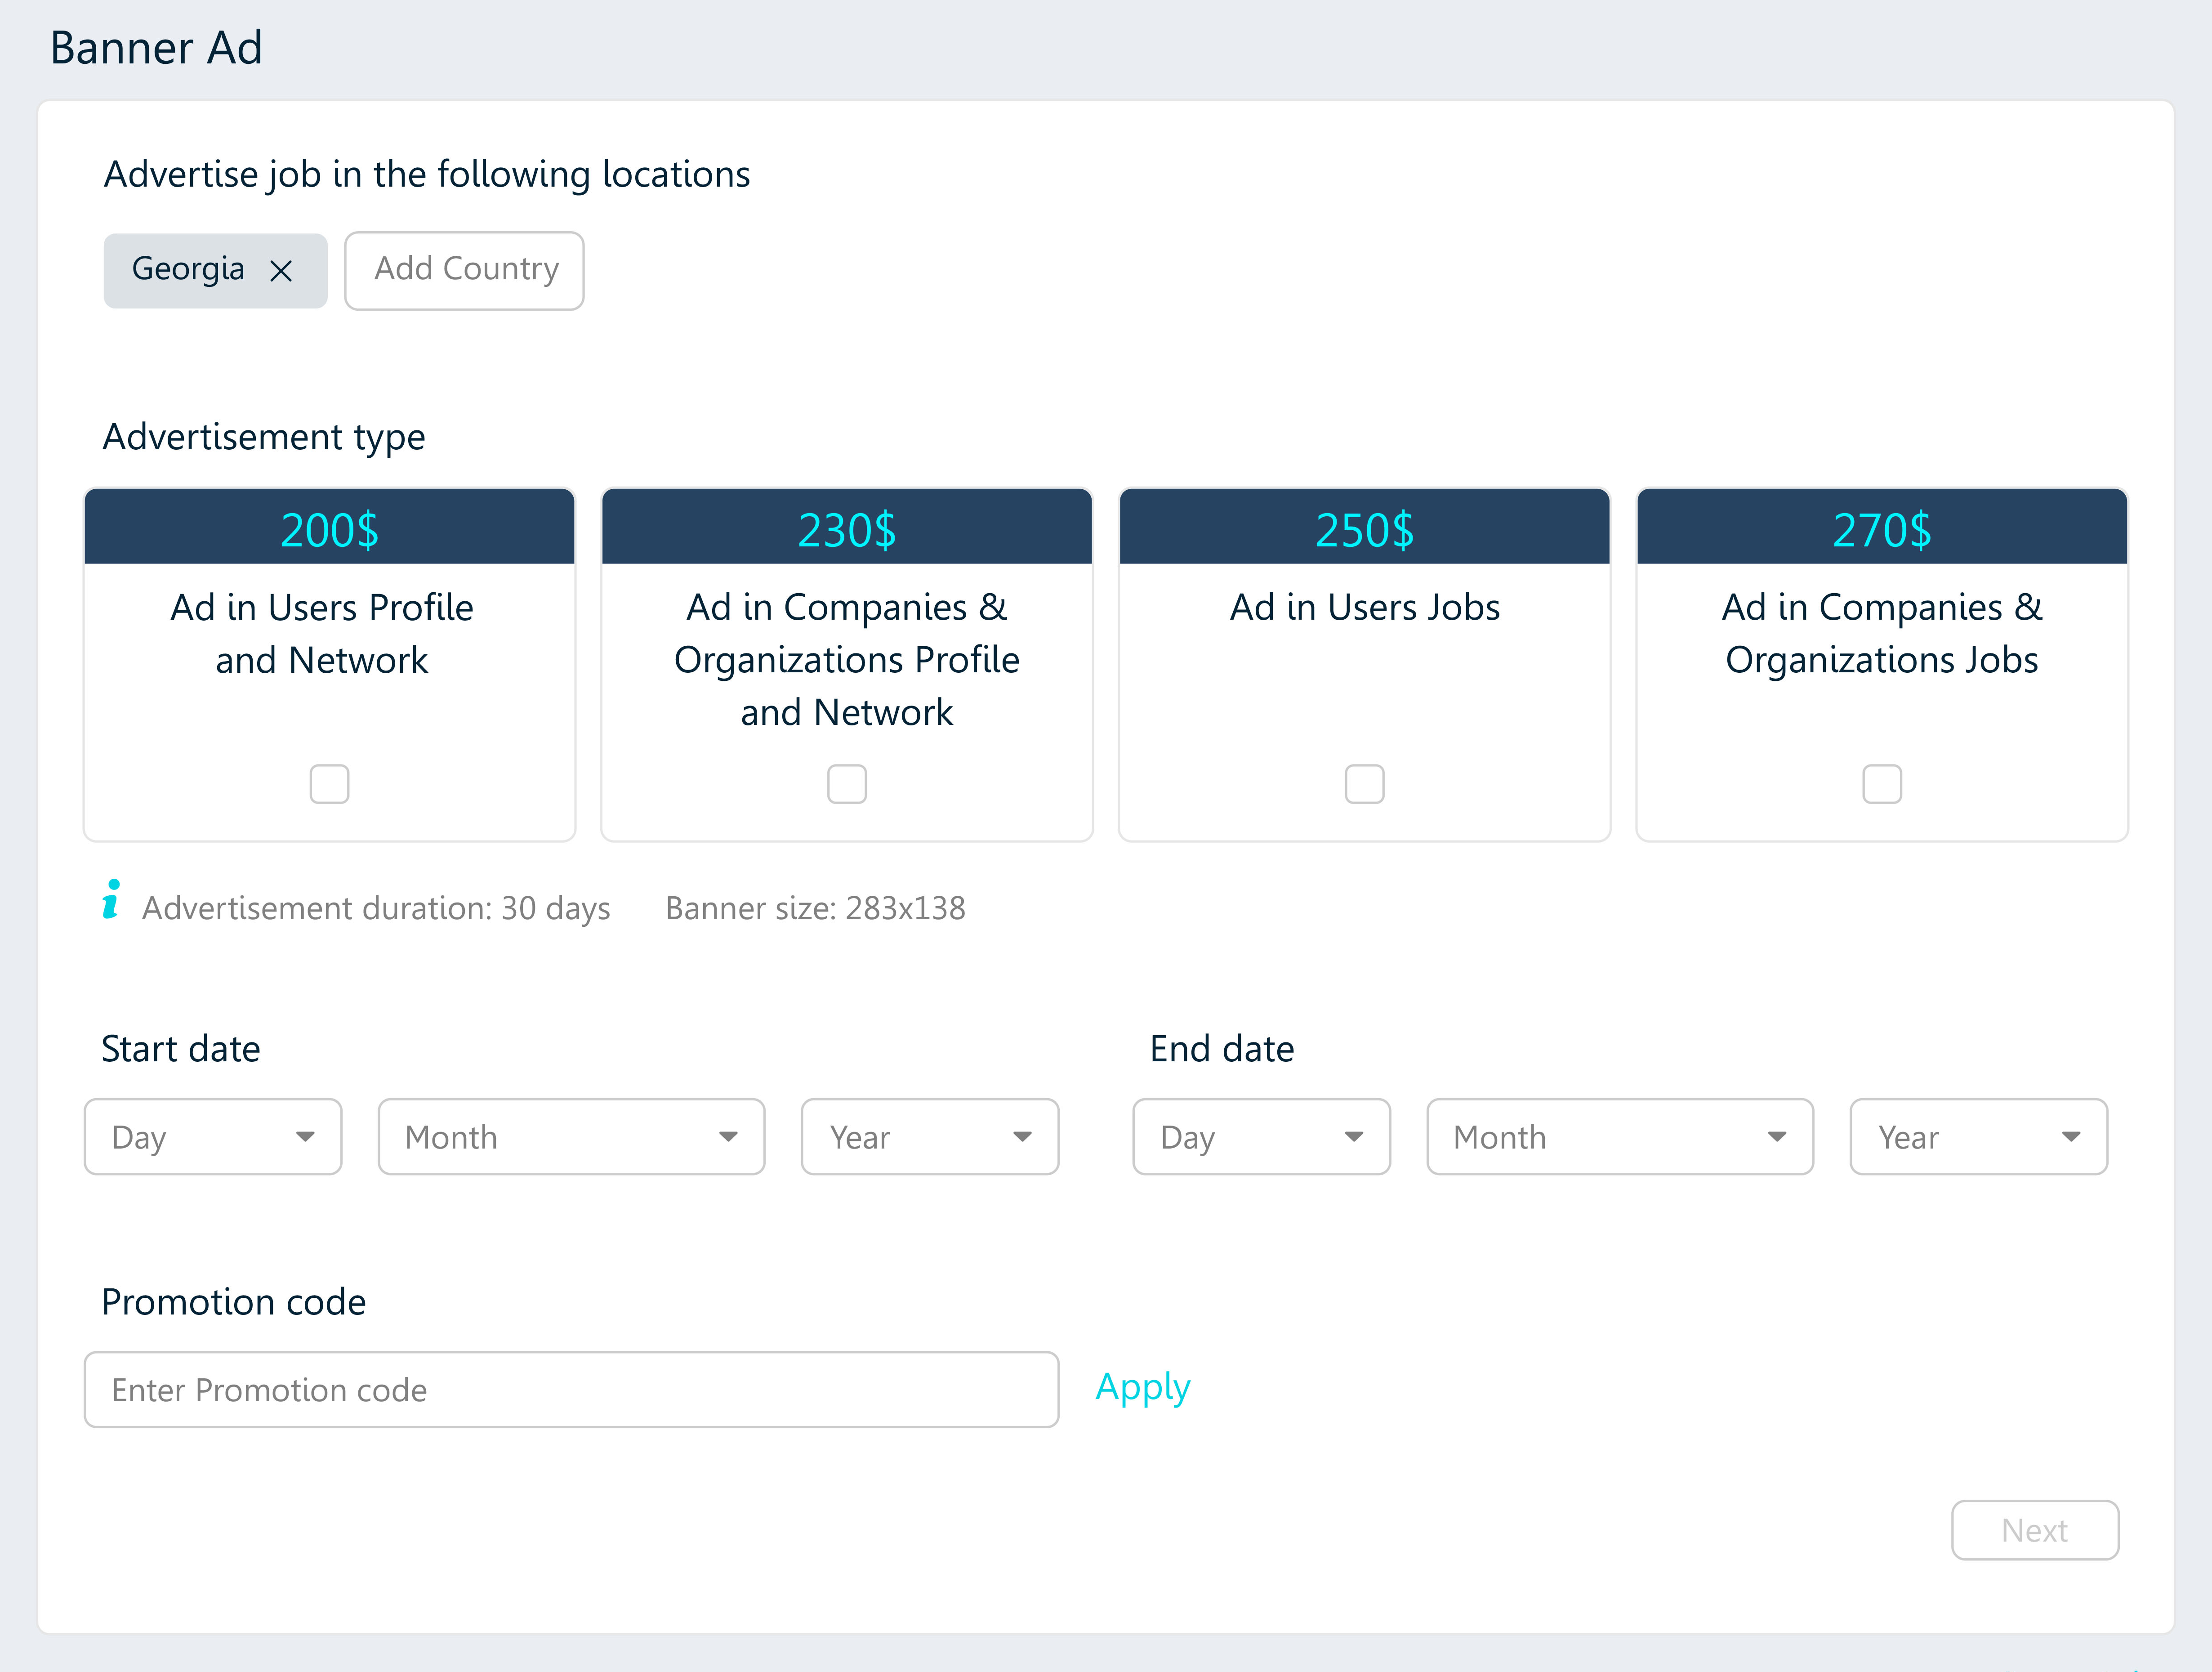 Banner Ad
Advertise job in the following locations
Georgia
Add Country
Advertisement type
200$
Ad in Users Profile
and Network
230$
Ad in Companies &
Organizations Profile
and Network
250$
Ad in Users Jobs
270$
Ad in Companies &
Organizations Jobs
i Advertisement duration: 30 days Banner size: 283x138
Start date
Day Month Year
End date
Day Month Year
Promotion code
Enter Promotion code
Apply
Next